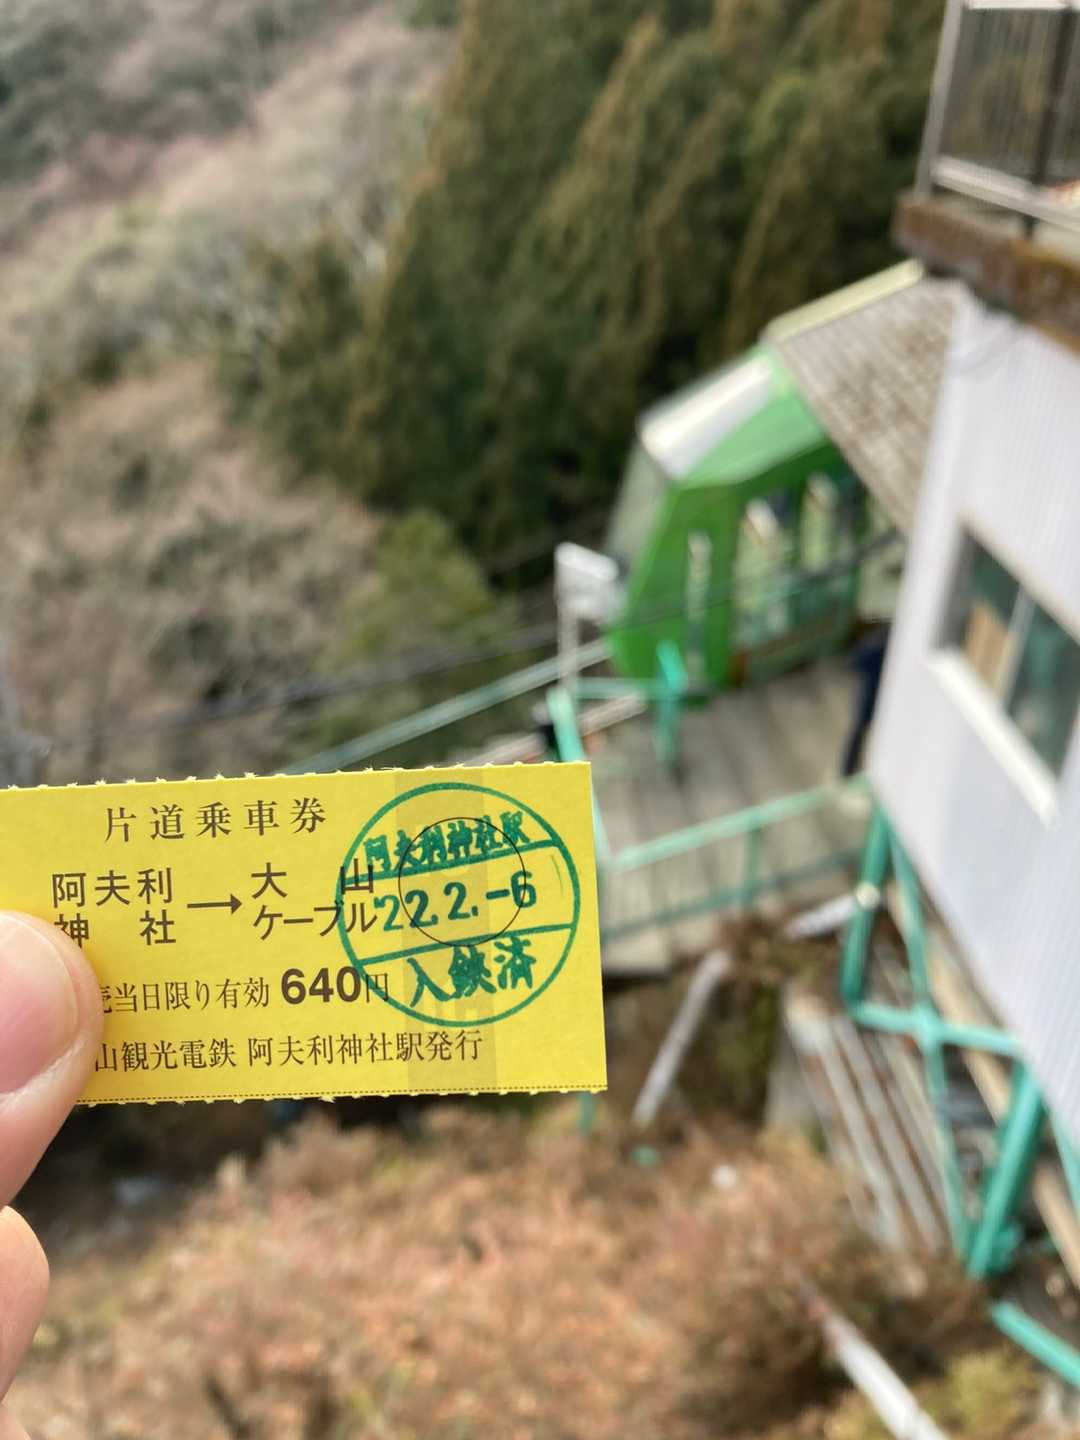 片道乗車券
阿夫利神社→大山ケーブル
売当日限り有効 640円
山観光電鉄 阿夫利神社駅発行
阿夫利神社駅
22.2.-6
入鋏済